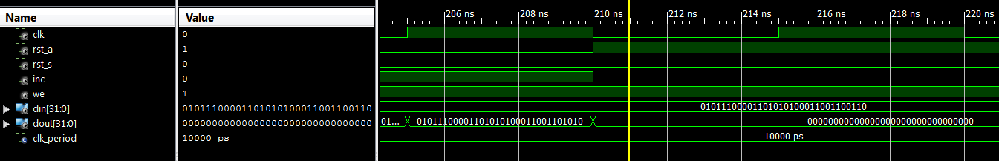 Name Value 206 ns 208 ns 210 ns 212 ns 214 ns 216 ns 218 ns 220 ns
clk 0
rst_a 1
rst_s 0
inc 0
we 1
din[31:0] 01011100001101010100011001100110 01011100001101010100011001100110
dout[31:0] 00000000000000000000000000000000 01... 01011100001101010100011001101010 00000000000000000000000000000000
clk_period 10000 ps 10000 ps